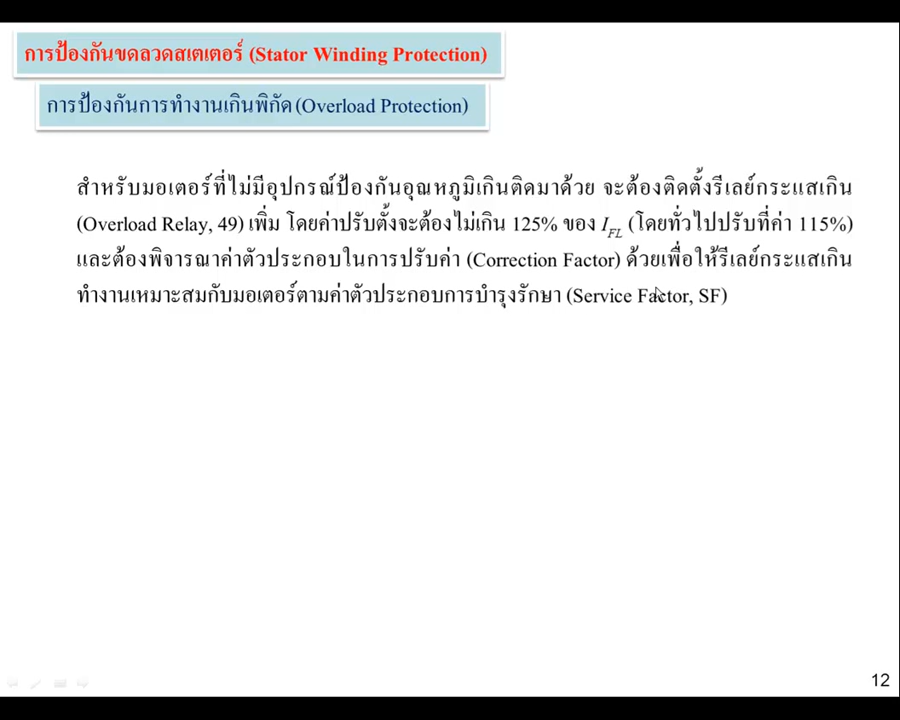 การป้องกันขดลวดสเตเตอร์ (Stator Winding Protection)
การป้องกันการทำงานเกินพิกัด (Overload Protection)
สำหรับมอเตอร์ที่ไม่มีอุปกรณ์ป้องกันอุณหภูมิเกินติดมาด้วย จะต้องติดตั้งรีเลย์กระแสเกิน
(Overload Relay, 49) เพิ่ม โดยค่าปรับตั้งจะต้องไม่เกิน 125% ของ I_FL (โดยทั่วไปปรับที่ค่า 115%)
และต้องพิจารณาค่าตัวประกอบในการปรับค่า (Correction Factor) ด้วยเพื่อให้รีเลย์กระแสเกิน
ทำงานเหมาะสมกับมอเตอร์ตามค่าตัวประกอบการบำรุงรักษา (Service Factor, SF)
12